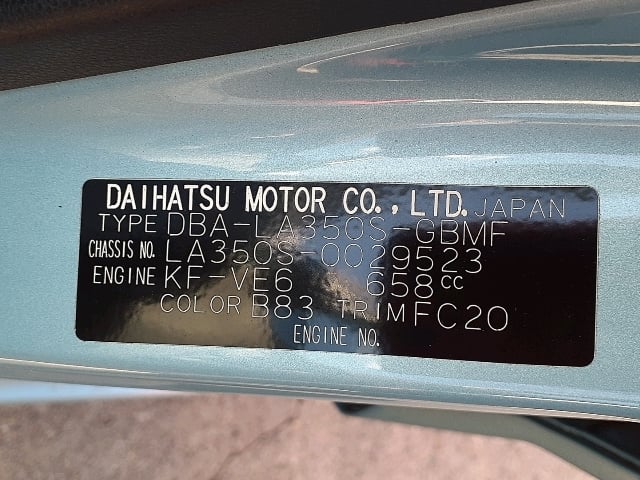 DAIHATSU MOTOR CO., LTD. JAPAN
TYPE DBA-LA350S-GBMF
CHASSIS NO. LA350S-0029523
ENGINE KF-VE6 658cc
COLOR B83 TRIM FC20
ENGINE NO.